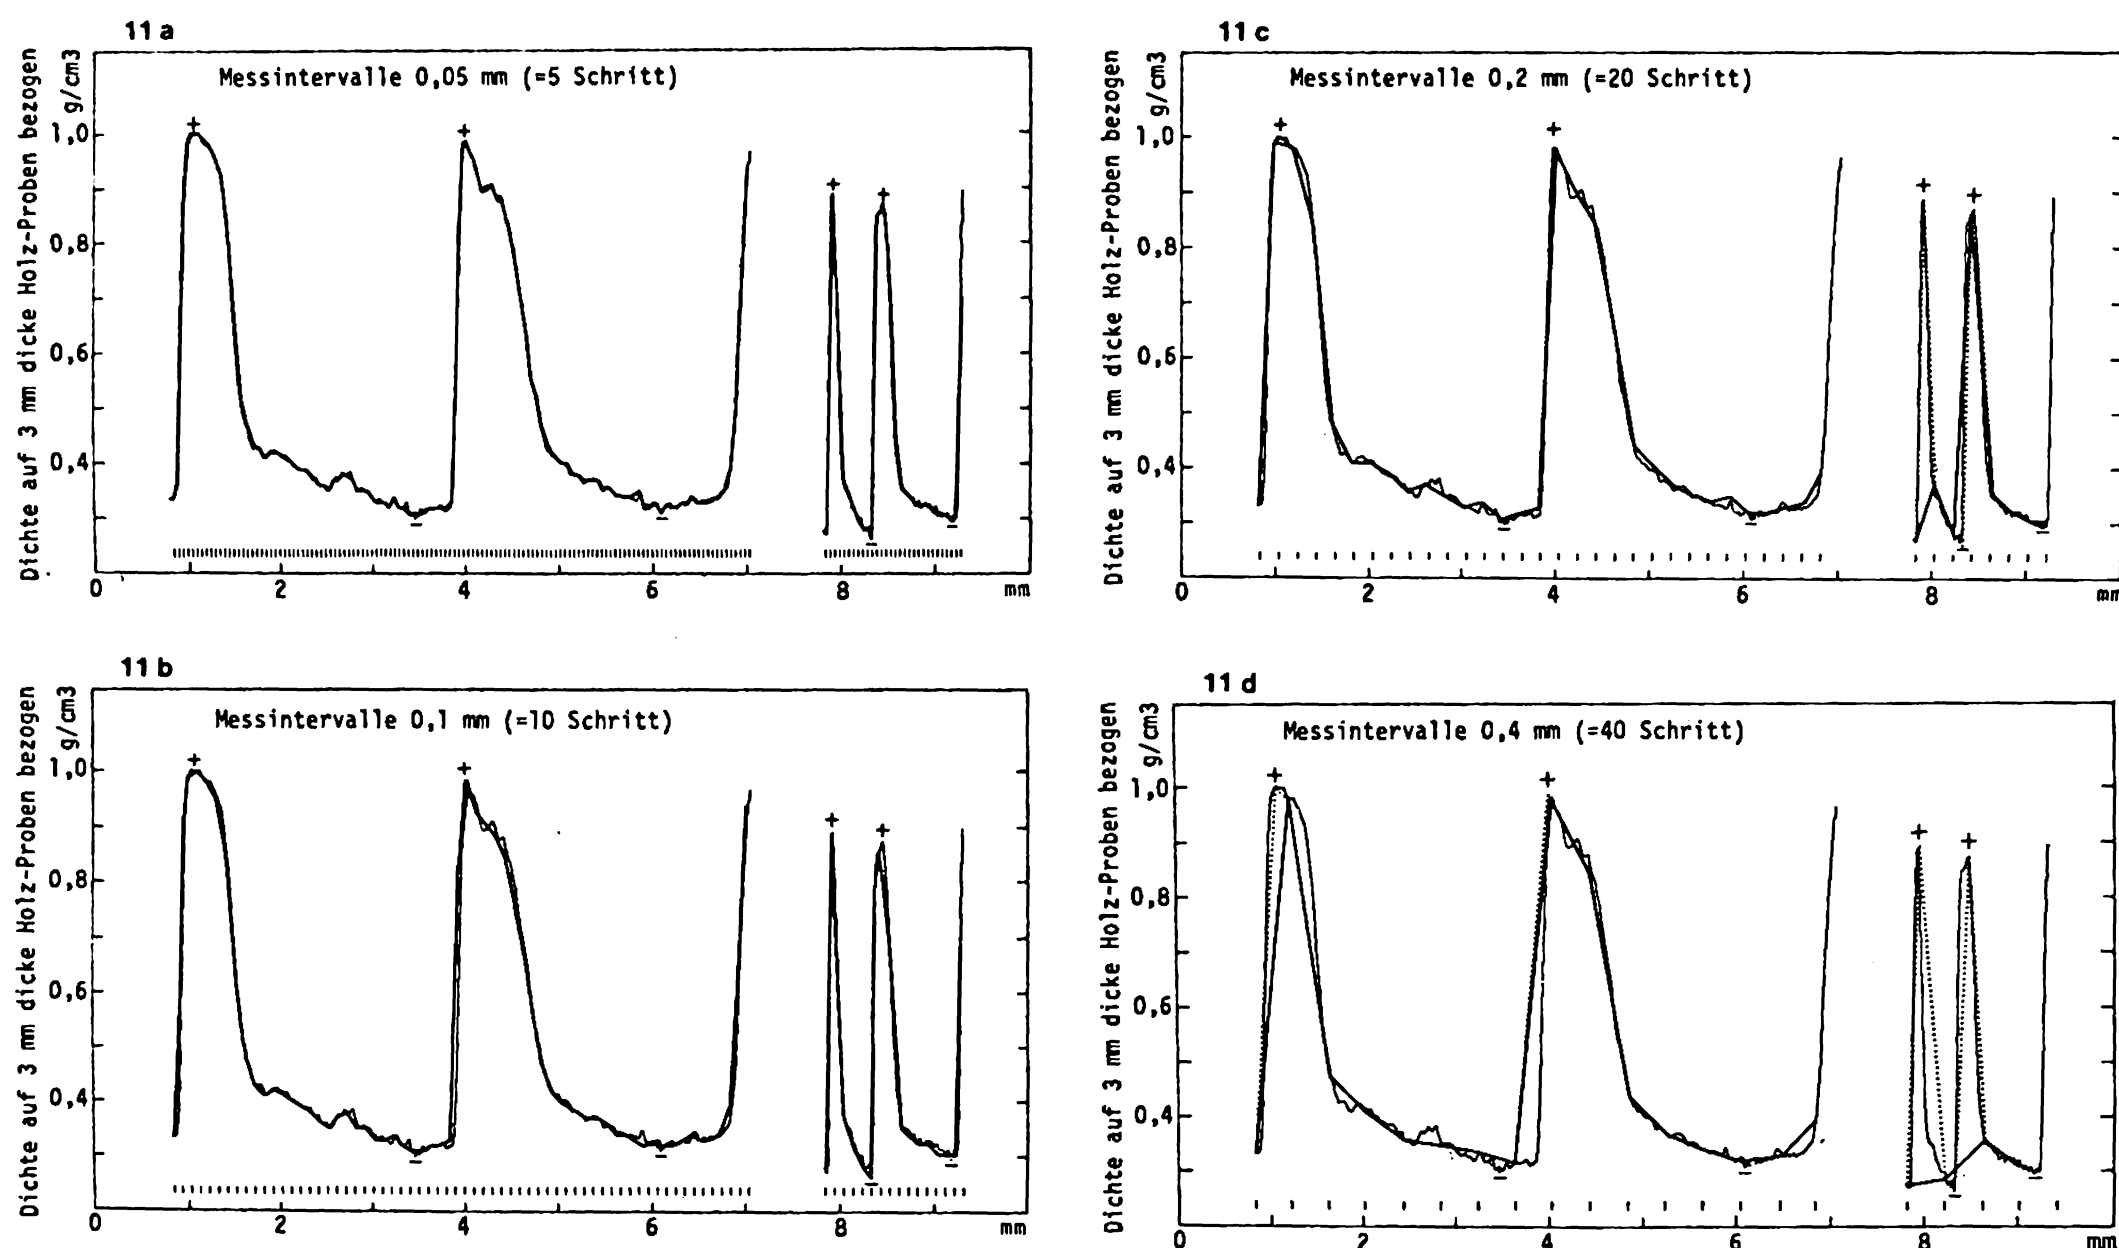 11 a
Messintervalle 0,05 mm (=5 Schritt)
Dichte auf 3 mm dicke Holz-Proben bezogen
g/cm3
1,0
0,8
0,6
0,4
0
2
4
6
8
mm
11 b
Messintervalle 0,1 mm (=10 Schritt)
Dichte auf 3 mm dicke Holz-Proben bezogen
g/cm3
1,0
0,8
0,6
0,4
0
2
4
6
8
mm
11 c
Messintervalle 0,2 mm (=20 Schritt)
Dichte auf 3 mm dicke Holz-Proben bezogen
g/cm3
1,0
0,8
0,6
0,4
0
2
4
6
8
mm
11 d
Messintervalle 0,4 mm (=40 Schritt)
Dichte auf 3 mm dicke Holz-Proben bezogen
g/cm3
1,0
0,8
0,6
0,4
0
2
4
6
8
mm